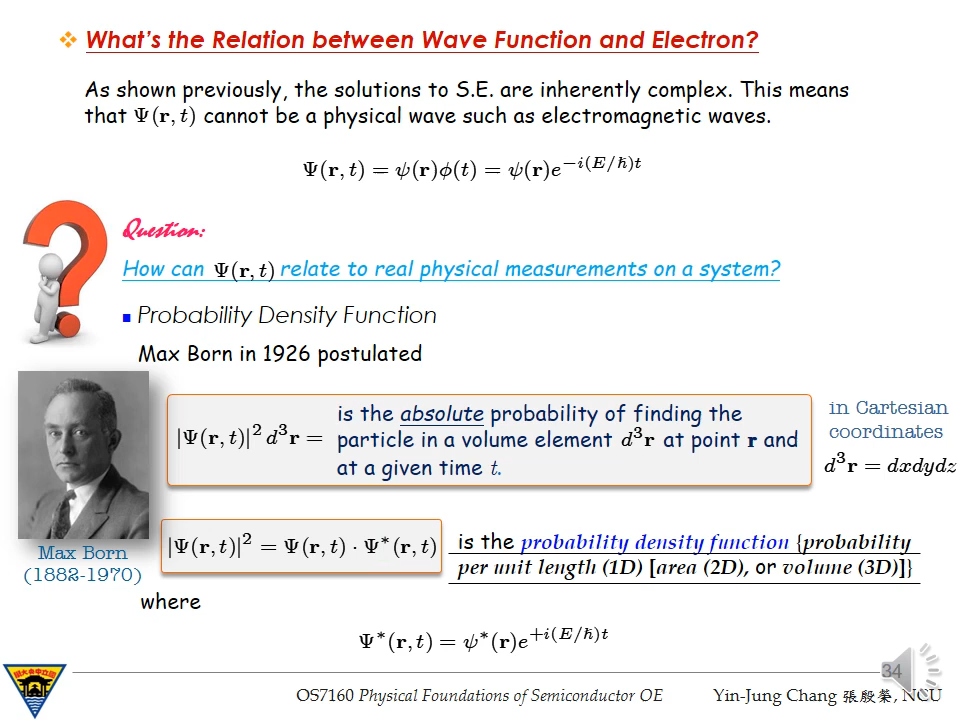 What's the Relation between Wave Function and Electron?
As shown previously, the solutions to S.E. are inherently complex. This means
that Ψ(r, t) cannot be a physical wave such as electromagnetic waves.
Ψ(r, t) = ψ(r)ϕ(t) = ψ(r)e^{−i(E/ℏ)t}
Question:
How can Ψ(r, t) relate to real physical measurements on a system?
Probability Density Function
Max Born in 1926 postulated
|Ψ(r, t)|² d³r =
is the absolute probability of finding the
particle in a volume element d³r at point r and
at a given time t.
in Cartesian
coordinates
d³r = dxdydz
Max Born
(1882-1970)
|Ψ(r, t)|² = Ψ(r, t) · Ψ*(r, t)
is the probability density function {probability
per unit length (1D) [area (2D), or volume (3D)]}
where
Ψ*(r, t) = ψ*(r)e^{+i(E/ℏ)t}
34
OS7160 Physical Foundations of Semiconductor OE
Yin-Jung Chang 張殷榮, NCU